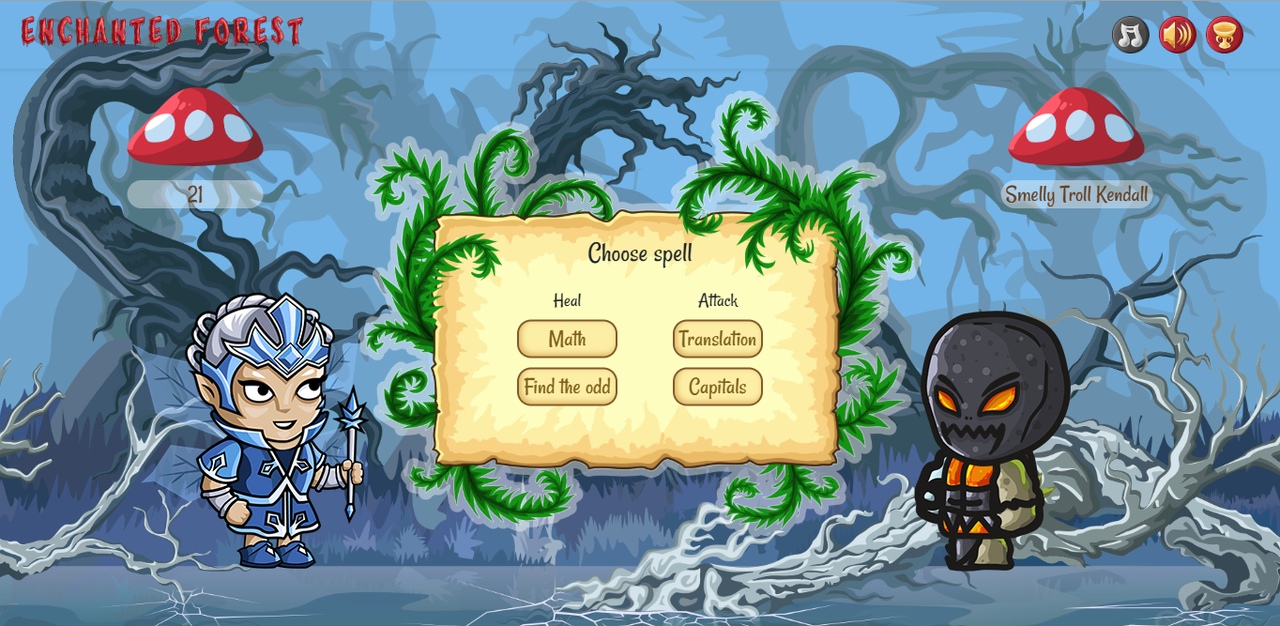 ENCHANTED FOREST
21
Smelly Troll Kendall
Choose spell
Heal
Attack
Math
Translation
Find the odd
Capitals